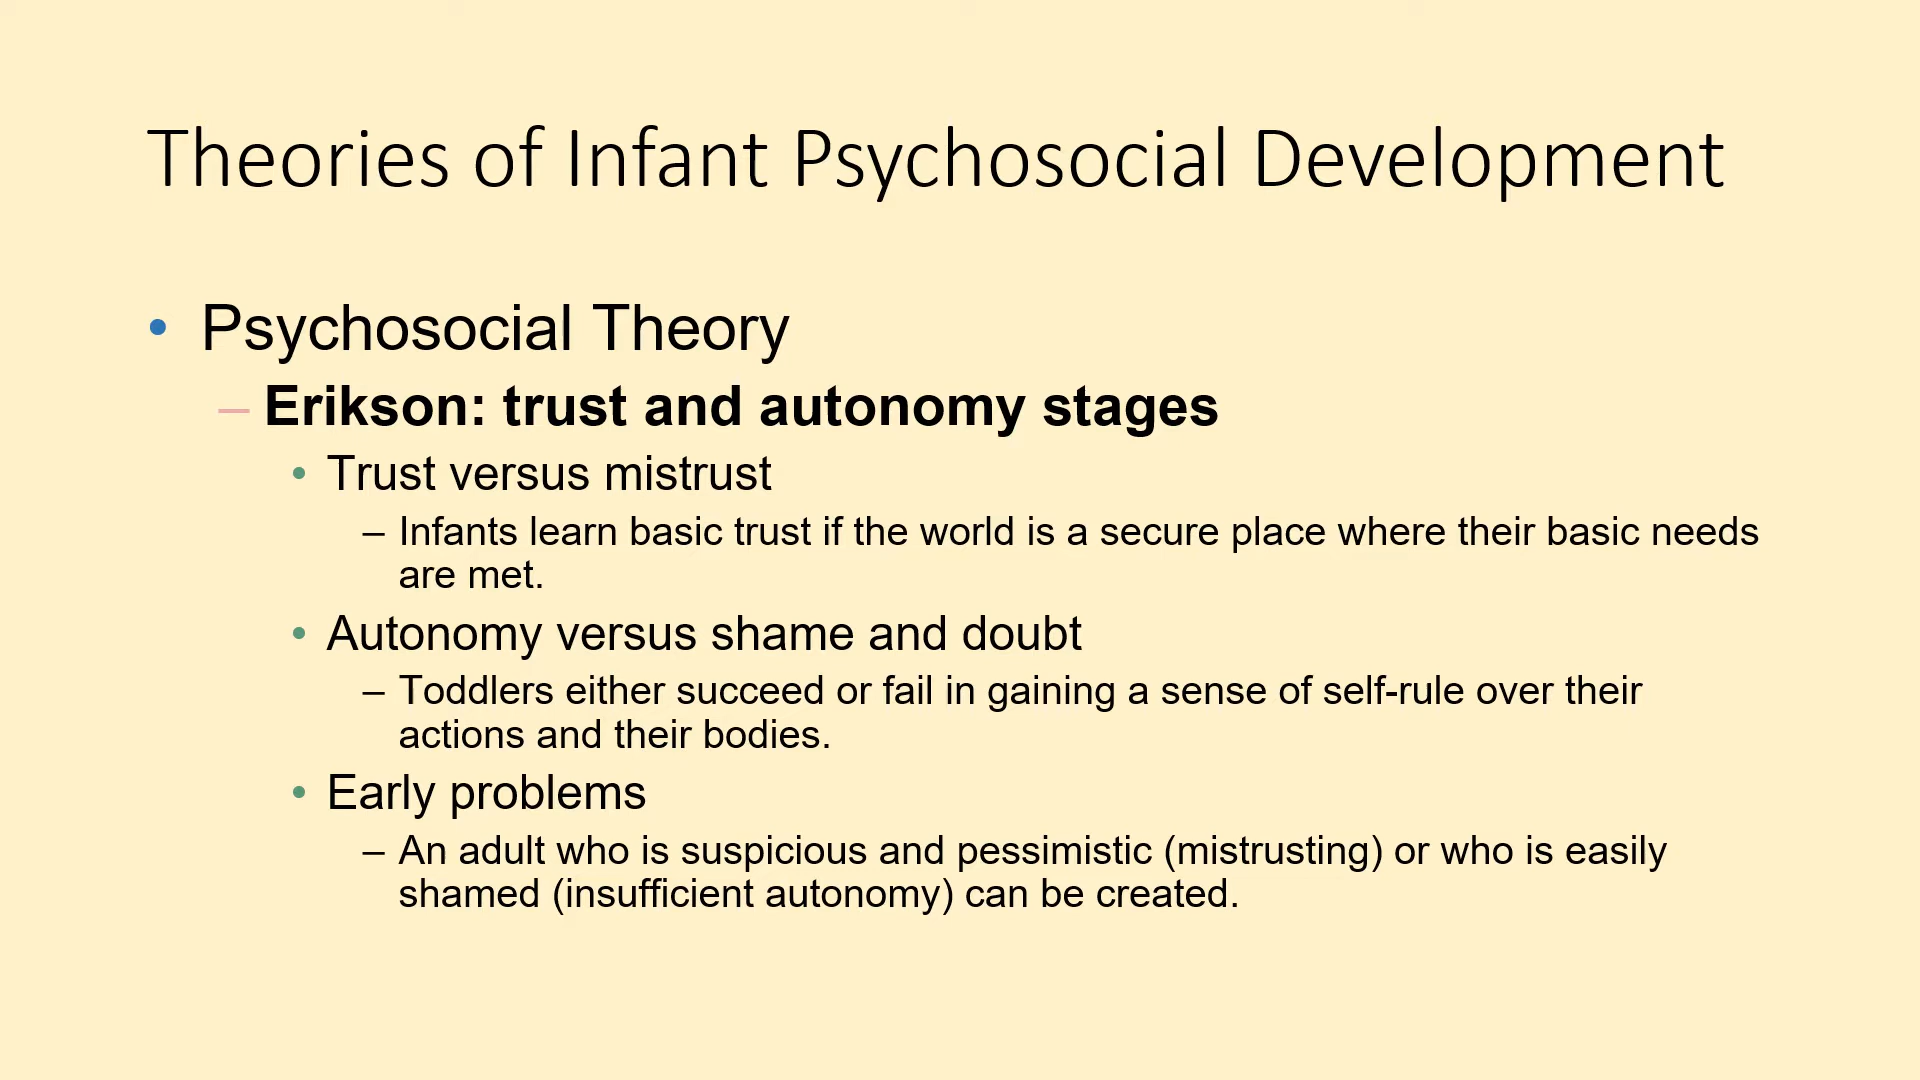 Theories of Infant Psychosocial Development
• Psychosocial Theory
– Erikson: trust and autonomy stages
• Trust versus mistrust
– Infants learn basic trust if the world is a secure place where their basic needs
are met.
• Autonomy versus shame and doubt
– Toddlers either succeed or fail in gaining a sense of self-rule over their
actions and their bodies.
• Early problems
– An adult who is suspicious and pessimistic (mistrusting) or who is easily
shamed (insufficient autonomy) can be created.